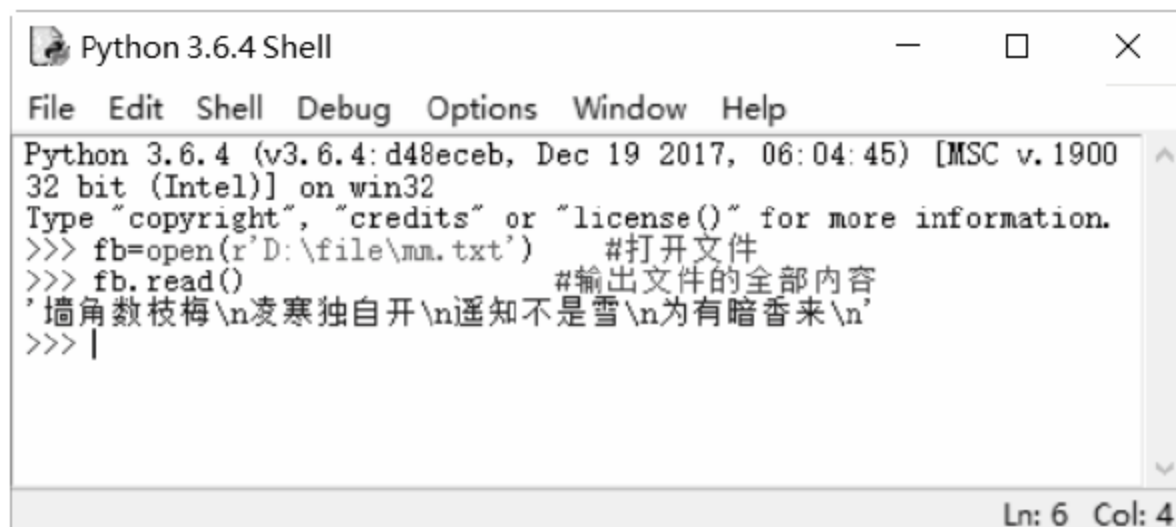 Python 3.6.4 Shell
File Edit Shell Debug Options Window Help
Python 3.6.4 (v3.6.4:d48eceb, Dec 19 2017, 06:04:45) [MSC v.1900
32 bit (Intel)] on win32
Type "copyright", "credits" or "license()" for more information.
>>> fb=open(r'D:\file\mm.txt')    #打开文件
>>> fb.read()    #输出文件的全部内容
'墙角数枝梅\n凌寒独自开\n遥知不是雪\n为有暗香来\n'
>>>
Ln: 6 Col: 4